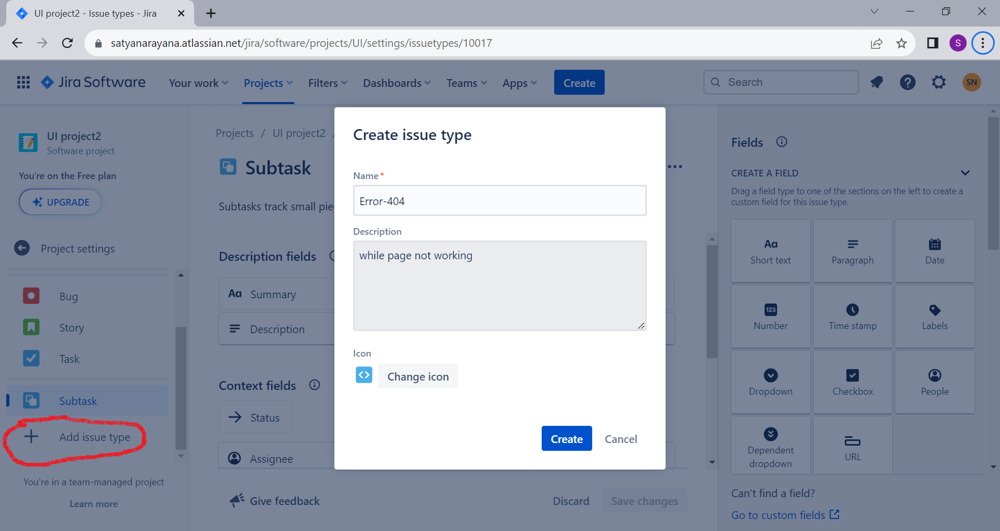 UI project2 - Issue types - Jira
satyanarayana.atlassian.net/jira/software/projects/UI/settings/issuetypes/10017
S
Jira Software
Your work
Projects
Filters
Dashboards
Teams
Apps
Create
Search
SN
UI project2
Software project
You're on the Free plan
UPGRADE
Project settings
Bug
Story
Task
Subtask
Add issue type
You're in a team-managed project
Learn more
Projects / UI project2 /
Subtask
Subtasks track small pie
Description fields
Aa Summary
Description
Context fields
Status
Assignee
Give feedback
Discard
Save changes
Create issue type
Name*
Error-404
Description
while page not working
Icon
Change icon
Create
Cancel
Fields
CREATE A FIELD
Drag a field type to one of the sections on the left to create a
custom field for this issue type.
Aa
Short text
Paragraph
Date
123
Number
Time stamp
Labels
Dropdown
Checkbox
People
Dependent
dropdown
URL
Can't find a field?
Go to custom fields